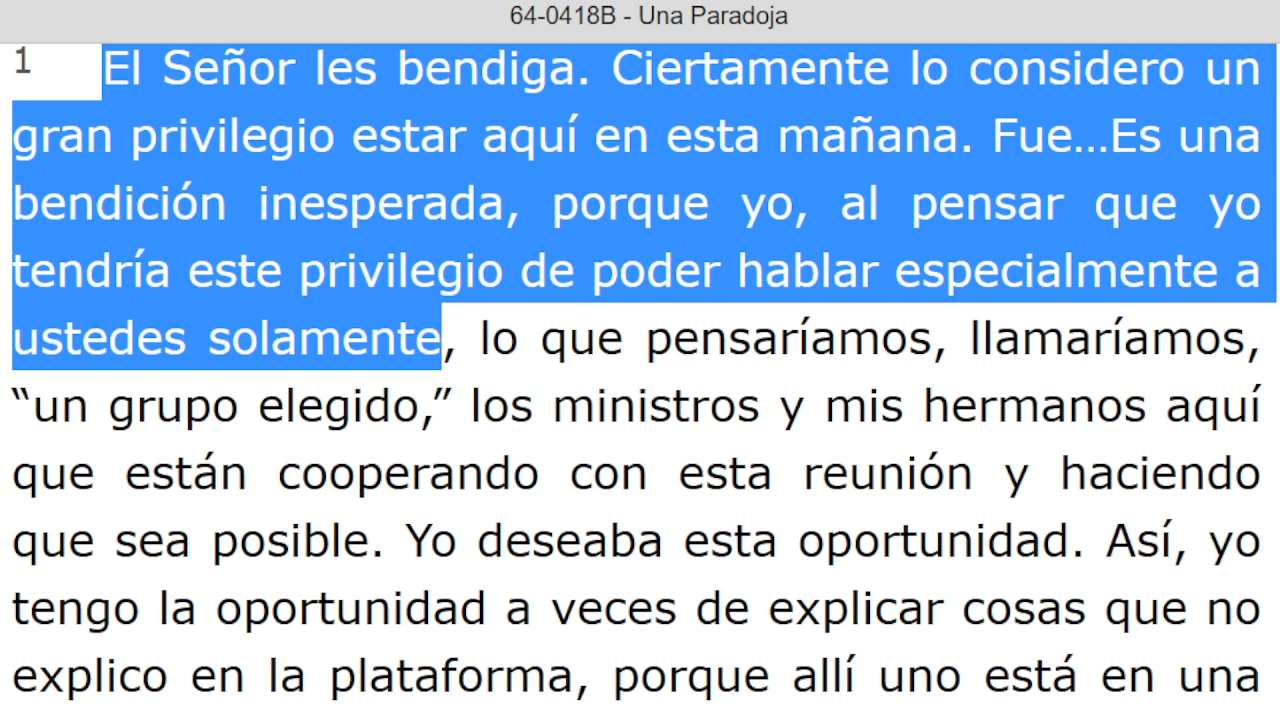 64-0418B - Una Paradoja
1 El Señor les bendiga. Ciertamente lo considero un
gran privilegio estar aquí en esta mañana. Fue...Es una
bendición inesperada, porque yo, al pensar que yo
tendría este privilegio de poder hablar especialmente a
ustedes solamente, lo que pensaríamos, llamaríamos,
“un grupo elegido,” los ministros y mis hermanos aquí
que están cooperando con esta reunión y haciendo
que sea posible. Yo deseaba esta oportunidad. Así, yo
tengo la oportunidad a veces de explicar cosas que no
explico en la plataforma, porque allí uno está en una